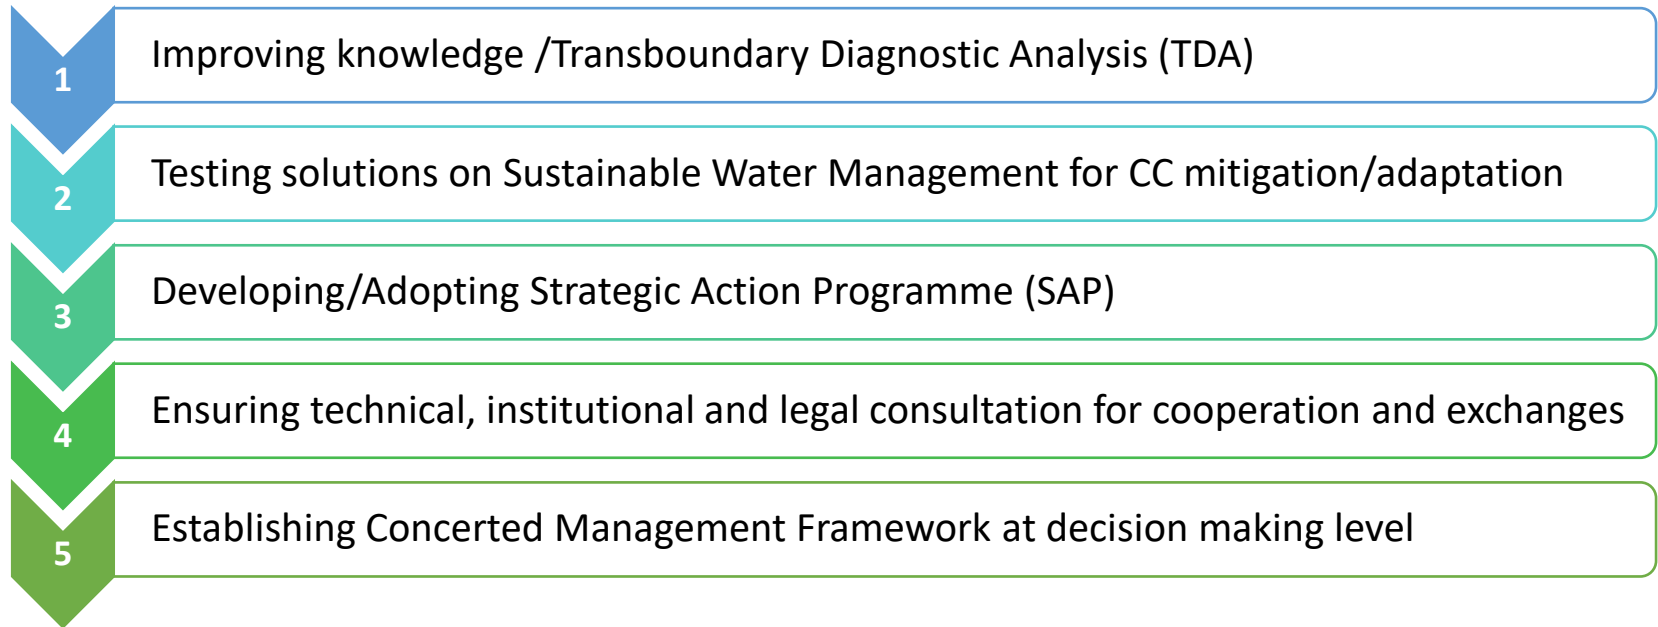 1
Improving knowledge /Transboundary Diagnostic Analysis (TDA)
2
Testing solutions on Sustainable Water Management for CC mitigation/adaptation
3
Developing/Adopting Strategic Action Programme (SAP)
4
Ensuring technical, institutional and legal consultation for cooperation and exchanges
5
Establishing Concerted Management Framework at decision making level